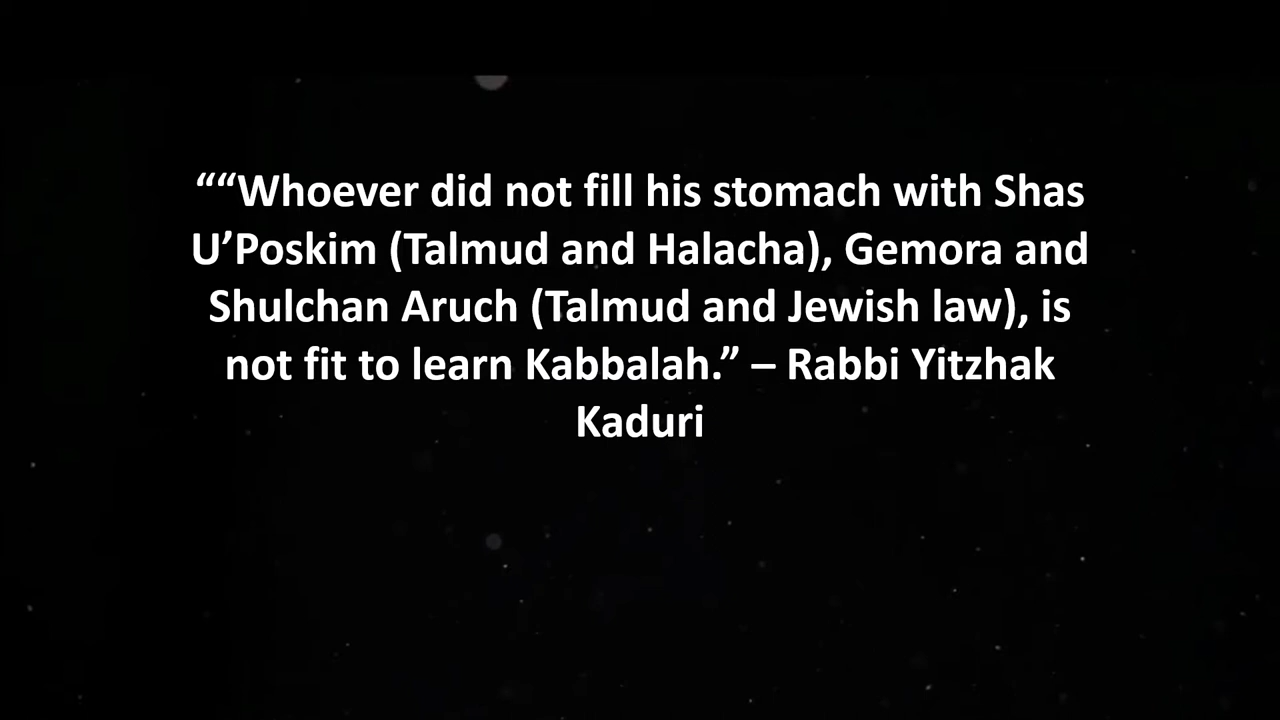 ““Whoever did not fill his stomach with Shas
U’Poskim (Talmud and Halacha), Gemora and
Shulchan Aruch (Talmud and Jewish law), is
not fit to learn Kabbalah.” – Rabbi Yitzhak
Kaduri